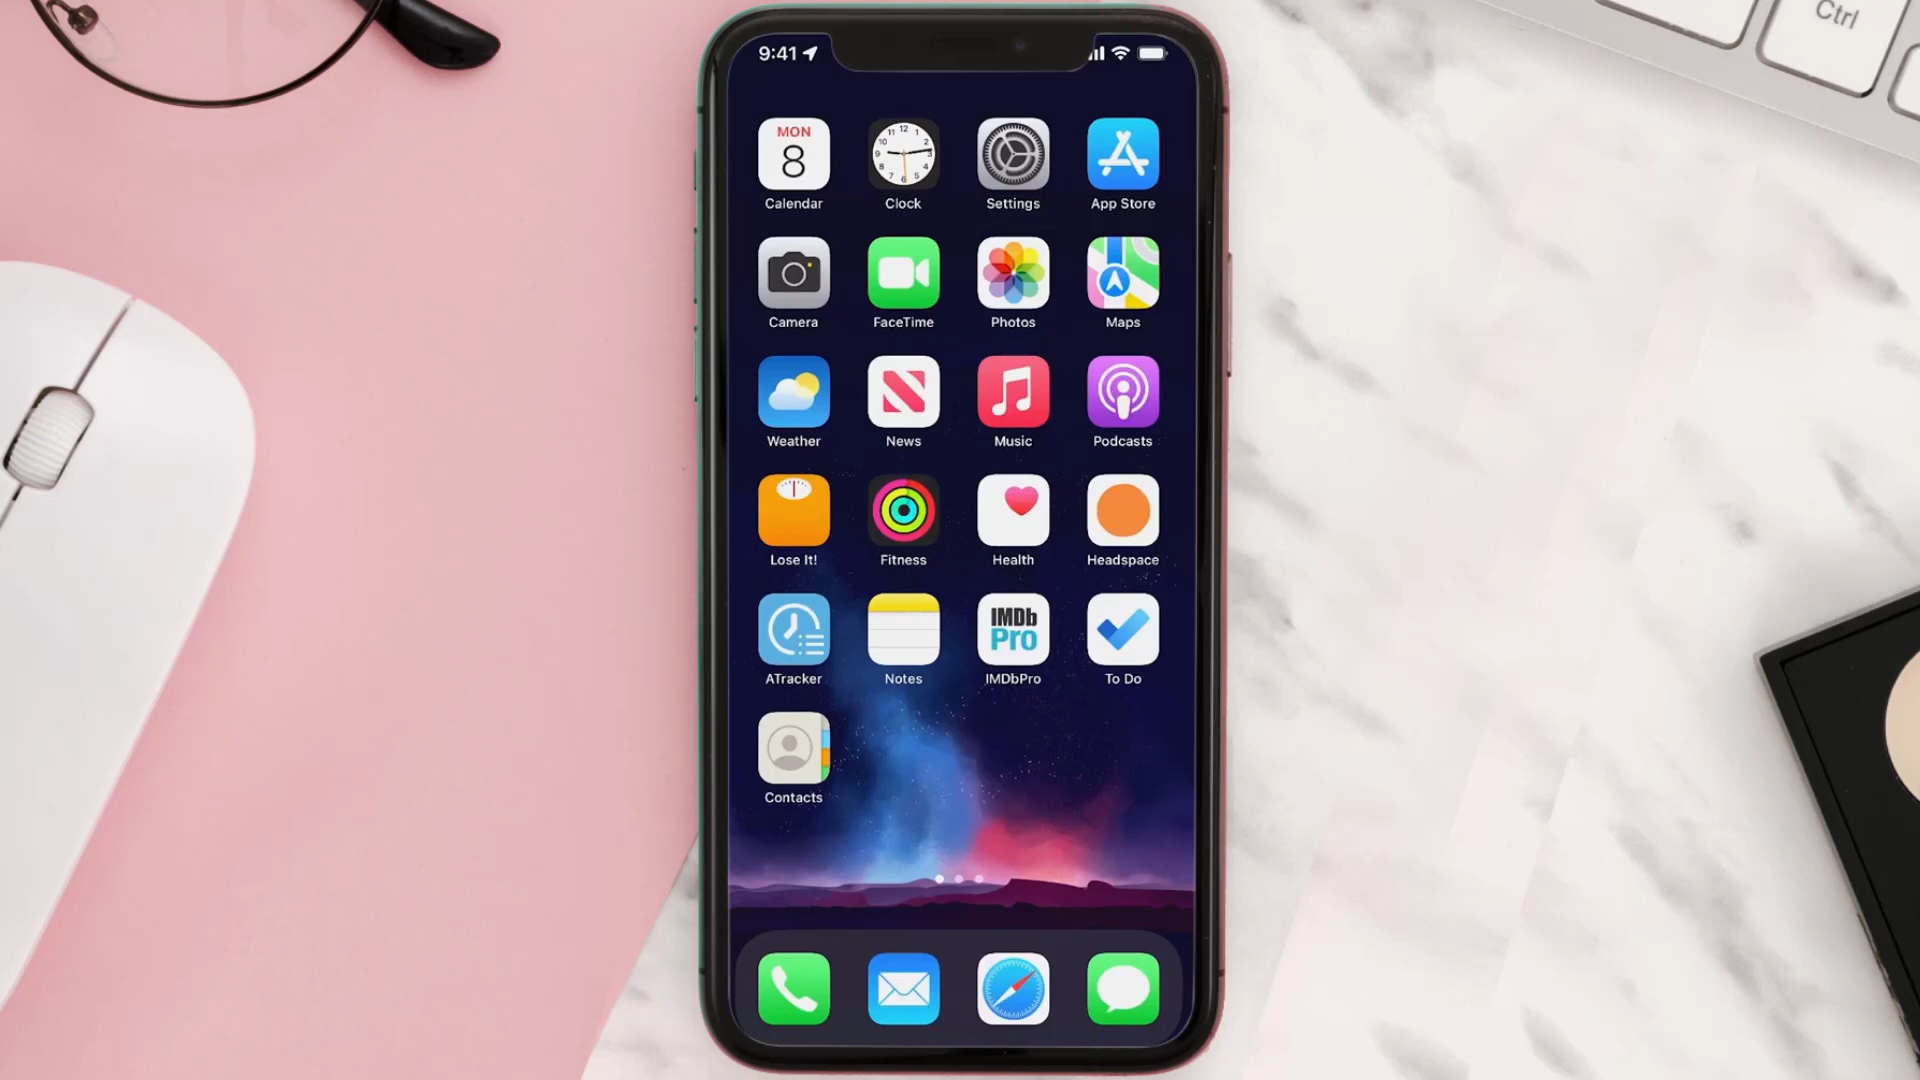 Ctrl
9:41
MON
8
Calendar
Clock
Settings
App Store
Camera
FaceTime
Photos
Maps
Weather
News
Music
Podcasts
Lose It!
Fitness
Health
Headspace
IMDb
Pro
ATracker
Notes
IMDbPro
To Do
Contacts